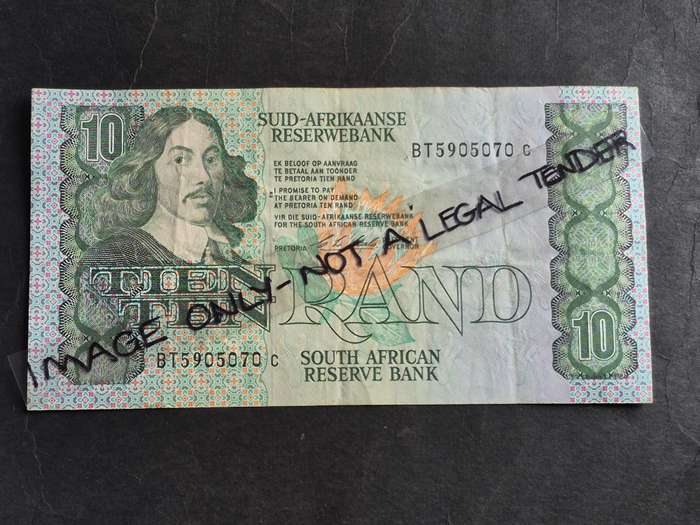 10
SUID-AFRIKAANSE
RESERWEBANK
BT5905070 C
EK BELOOF OP AANVRAAG
TE BETAAL AAN TOONDER
TE PRETORIA TIEN RAND
I PROMISE TO PAY
THE BEARER ON DEMAND
AT PRETORIA TEN RAND
VIR DIE SUID-AFRIKAANSE RESERWEBANK
FOR THE SOUTH AFRICAN RESERVE BANK
PRETORIA
TIEN
TEN RAND
IMAGE ONLY-NOT A LEGAL TENDER
10
BT5905070 C
SOUTH AFRICAN
RESERVE BANK